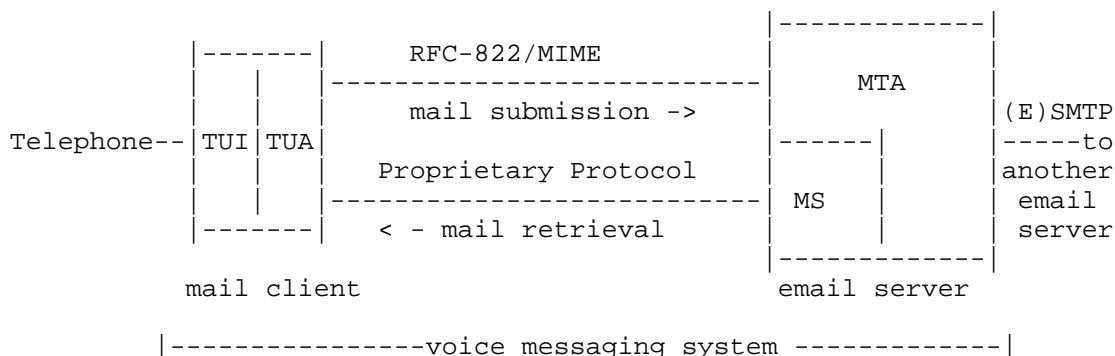 |-------------|
             |-------|      RFC-822/MIME                 |             |
             |   |   |---------------------------|      MTA    |
             |   |   |      mail submission ->           |             |(E)SMTP
Telephone--|TUI|TUA|                                |------|      |-----to
             |   |   |    Proprietary Protocol           |      |      |another
             |   |   |---------------------------| MS   |      | email
             |-------|    < - mail retrieval             |      |      | server
                                                         |-------------|
             mail client                                  email server
           |----------------voice messaging system -------------|